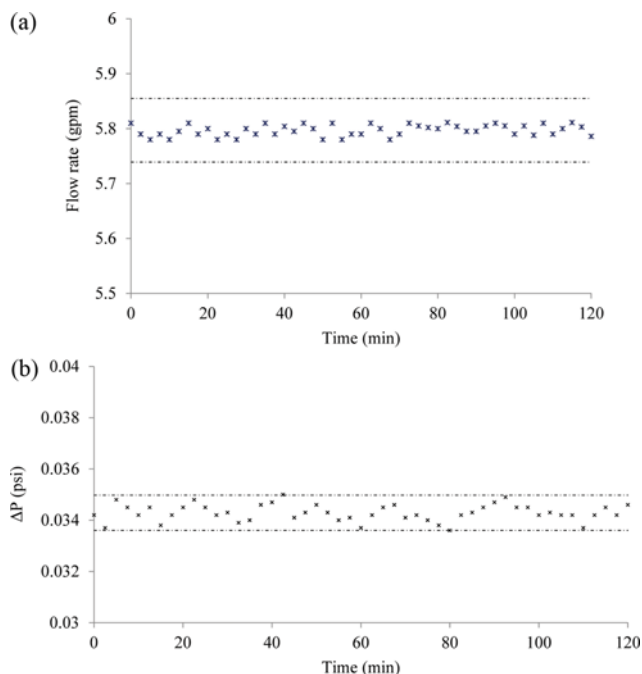 (a)
6
5.9
5.8
5.7
5.6
5.5
Flow rate (gpm)
0 20 40 60 80 100 120
Time (min)
(b)
0.04
0.038
0.036
0.034
0.032
0.03
ΔP (psi)
0 20 40 60 80 100 120
Time (min)